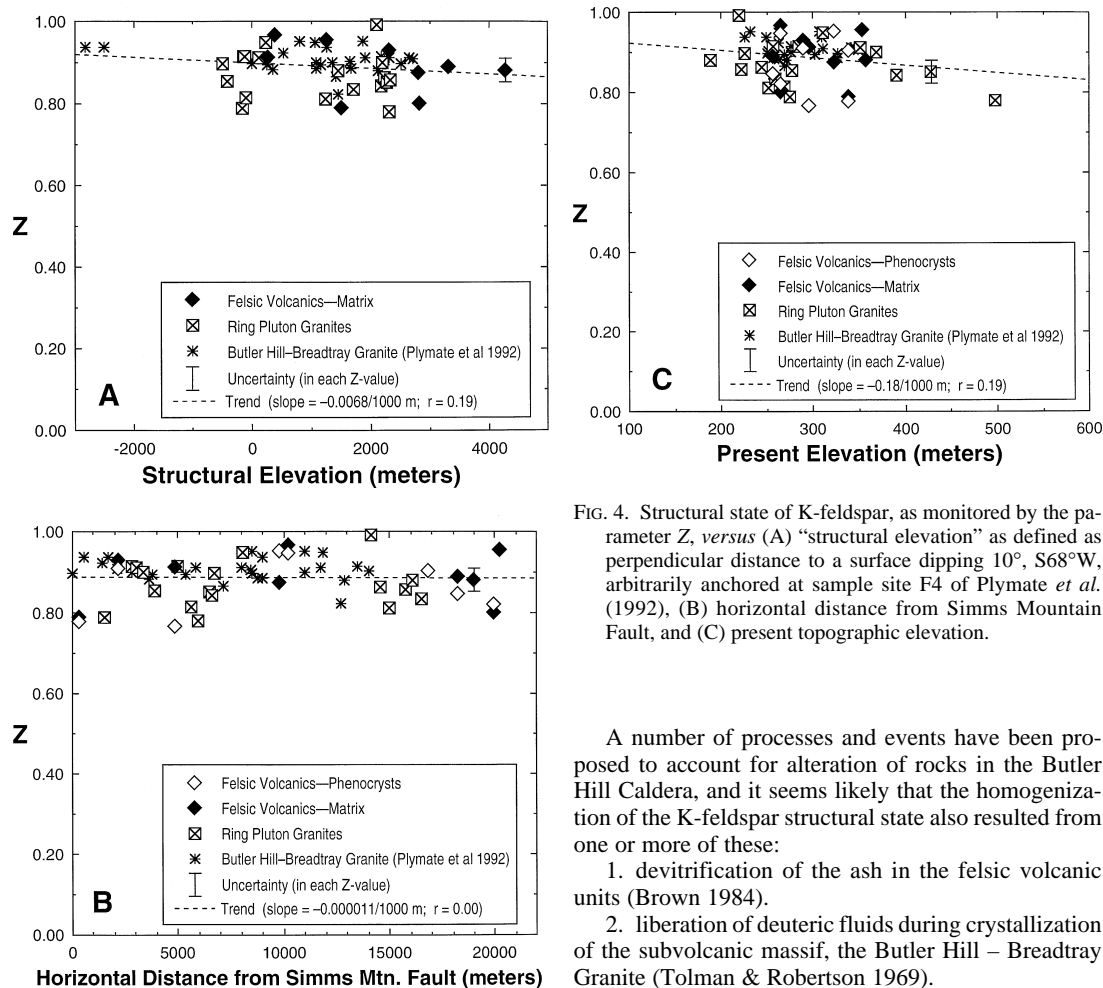 1.00
0.80
0.60
0.40
0.20
0.00
Z
Felsic Volcanics—Matrix
Ring Pluton Granites
Butler Hill–Breadtray Granite (Plymate et al 1992)
Uncertainty (in each Z-value)
Trend (slope = –0.0068/1000 m; r = 0.19)
A
-2000 0 2000 4000
Structural Elevation (meters)
1.00
0.80
0.60
0.40
0.20
0.00
Z
Felsic Volcanics—Phenocrysts
Felsic Volcanics—Matrix
Ring Pluton Granites
Butler Hill–Breadtray Granite (Plymate et al 1992)
Uncertainty (in each Z-value)
Trend (slope = –0.000011/1000 m; r = 0.00)
B
0 5000 10000 15000 20000
Horizontal Distance from Simms Mtn. Fault (meters)
1.00
0.80
0.60
0.40
0.20
0.00
Z
Felsic Volcanics—Phenocrysts
Felsic Volcanics—Matrix
Ring Pluton Granites
Butler Hill–Breadtray Granite (Plymate et al 1992)
Uncertainty (in each Z-value)
Trend (slope = –0.18/1000 m; r = 0.19)
C
100 200 300 400 500 600
Present Elevation (meters)
FIG. 4. Structural state of K-feldspar, as monitored by the pa-
rameter Z, versus (A) “structural elevation” as defined as
perpendicular distance to a surface dipping 10°, S68°W,
arbitrarily anchored at sample site F4 of Plymate et al.
(1992), (B) horizontal distance from Simms Mountain
Fault, and (C) present topographic elevation.
A number of processes and events have been pro-
posed to account for alteration of rocks in the Butler
Hill Caldera, and it seems likely that the homogeniza-
tion of the K-feldspar structural state also resulted from
one or more of these:
1. devitrification of the ash in the felsic volcanic
units (Brown 1984).
2. liberation of deuteric fluids during crystallization
of the subvolcanic massif, the Butler Hill – Breadtray
Granite (Tolman & Robertson 1969).